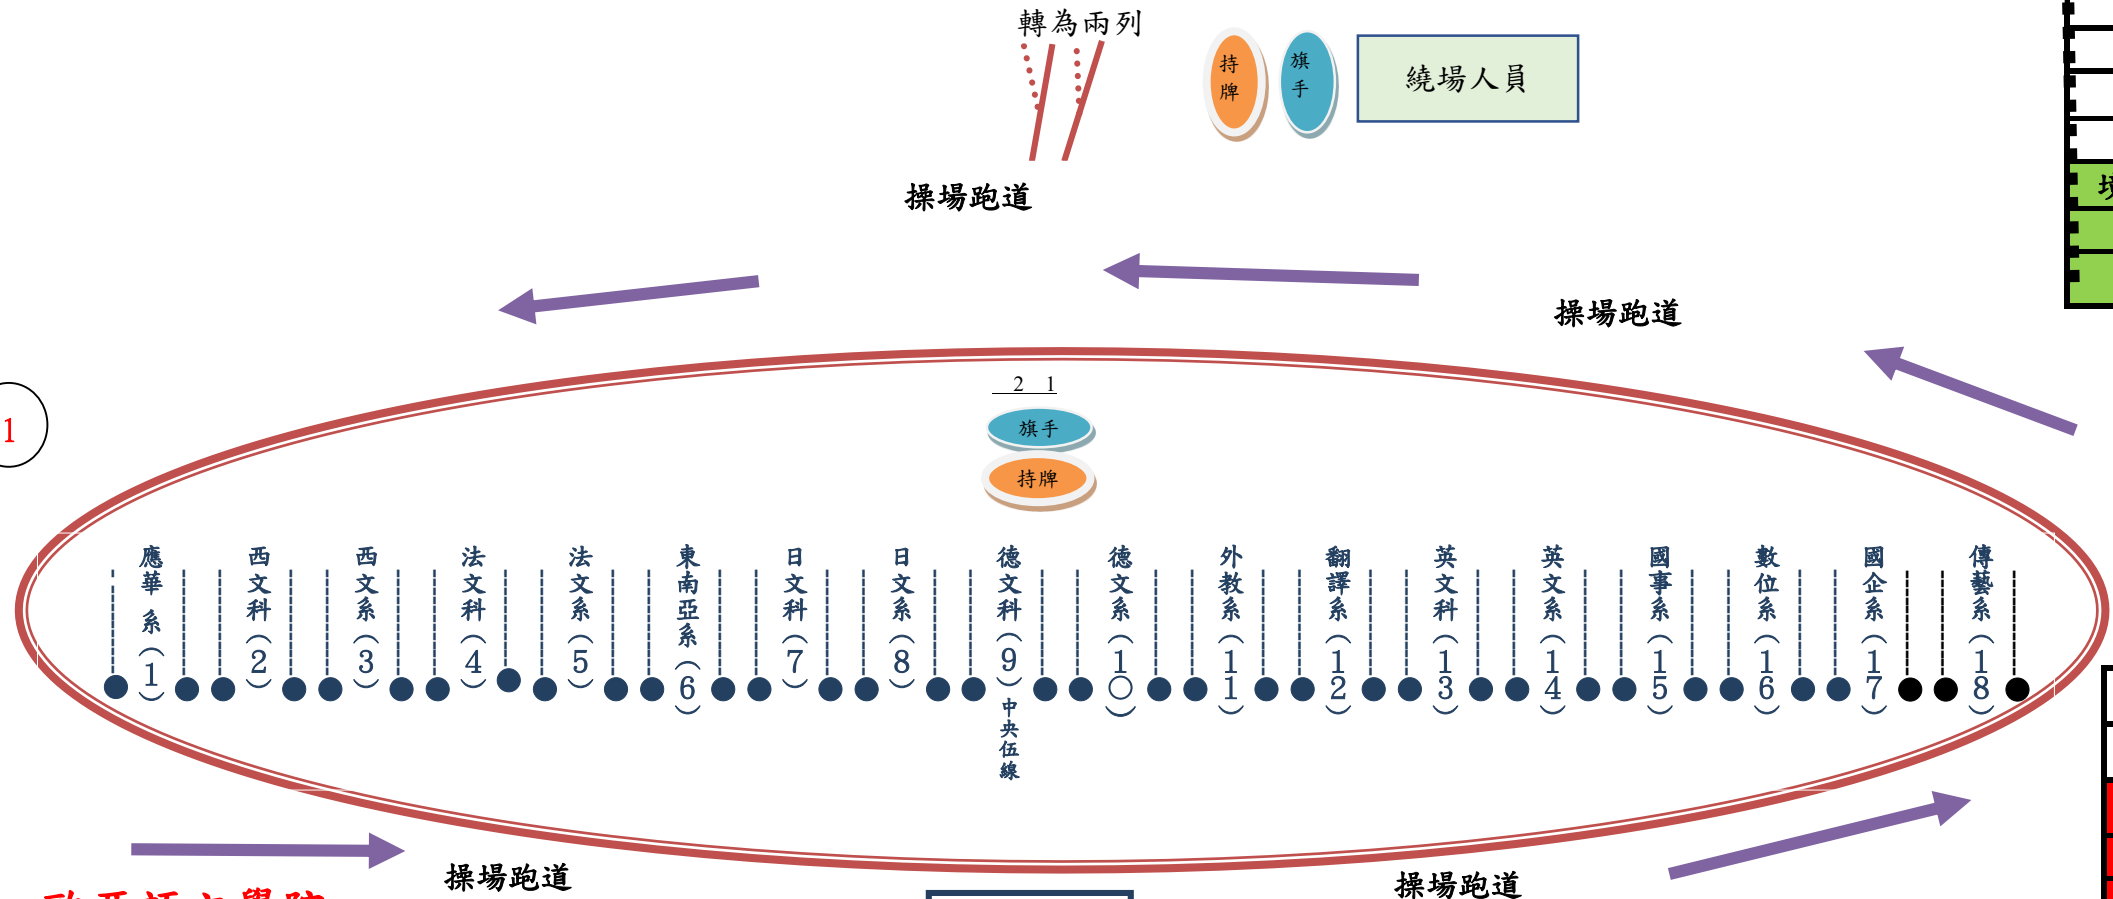 轉為兩列
持牌
旗手
繞場人員
操場跑道
操場跑道
1
2 1
旗手
持牌
應華 系(1)
西文科(2)
西文系(3)
法文科(4)
法文系(5)
東南亞系(6)
日文科(7)
日文系(8)
德文科(9) 中央伍線
德文系(1○)
外教系(11)
翻譯系(12)
英文科(13)
英文系(14)
國事系(15)
數位系(16)
國企系(17)
傳藝系(18)
操場跑道
操場跑道